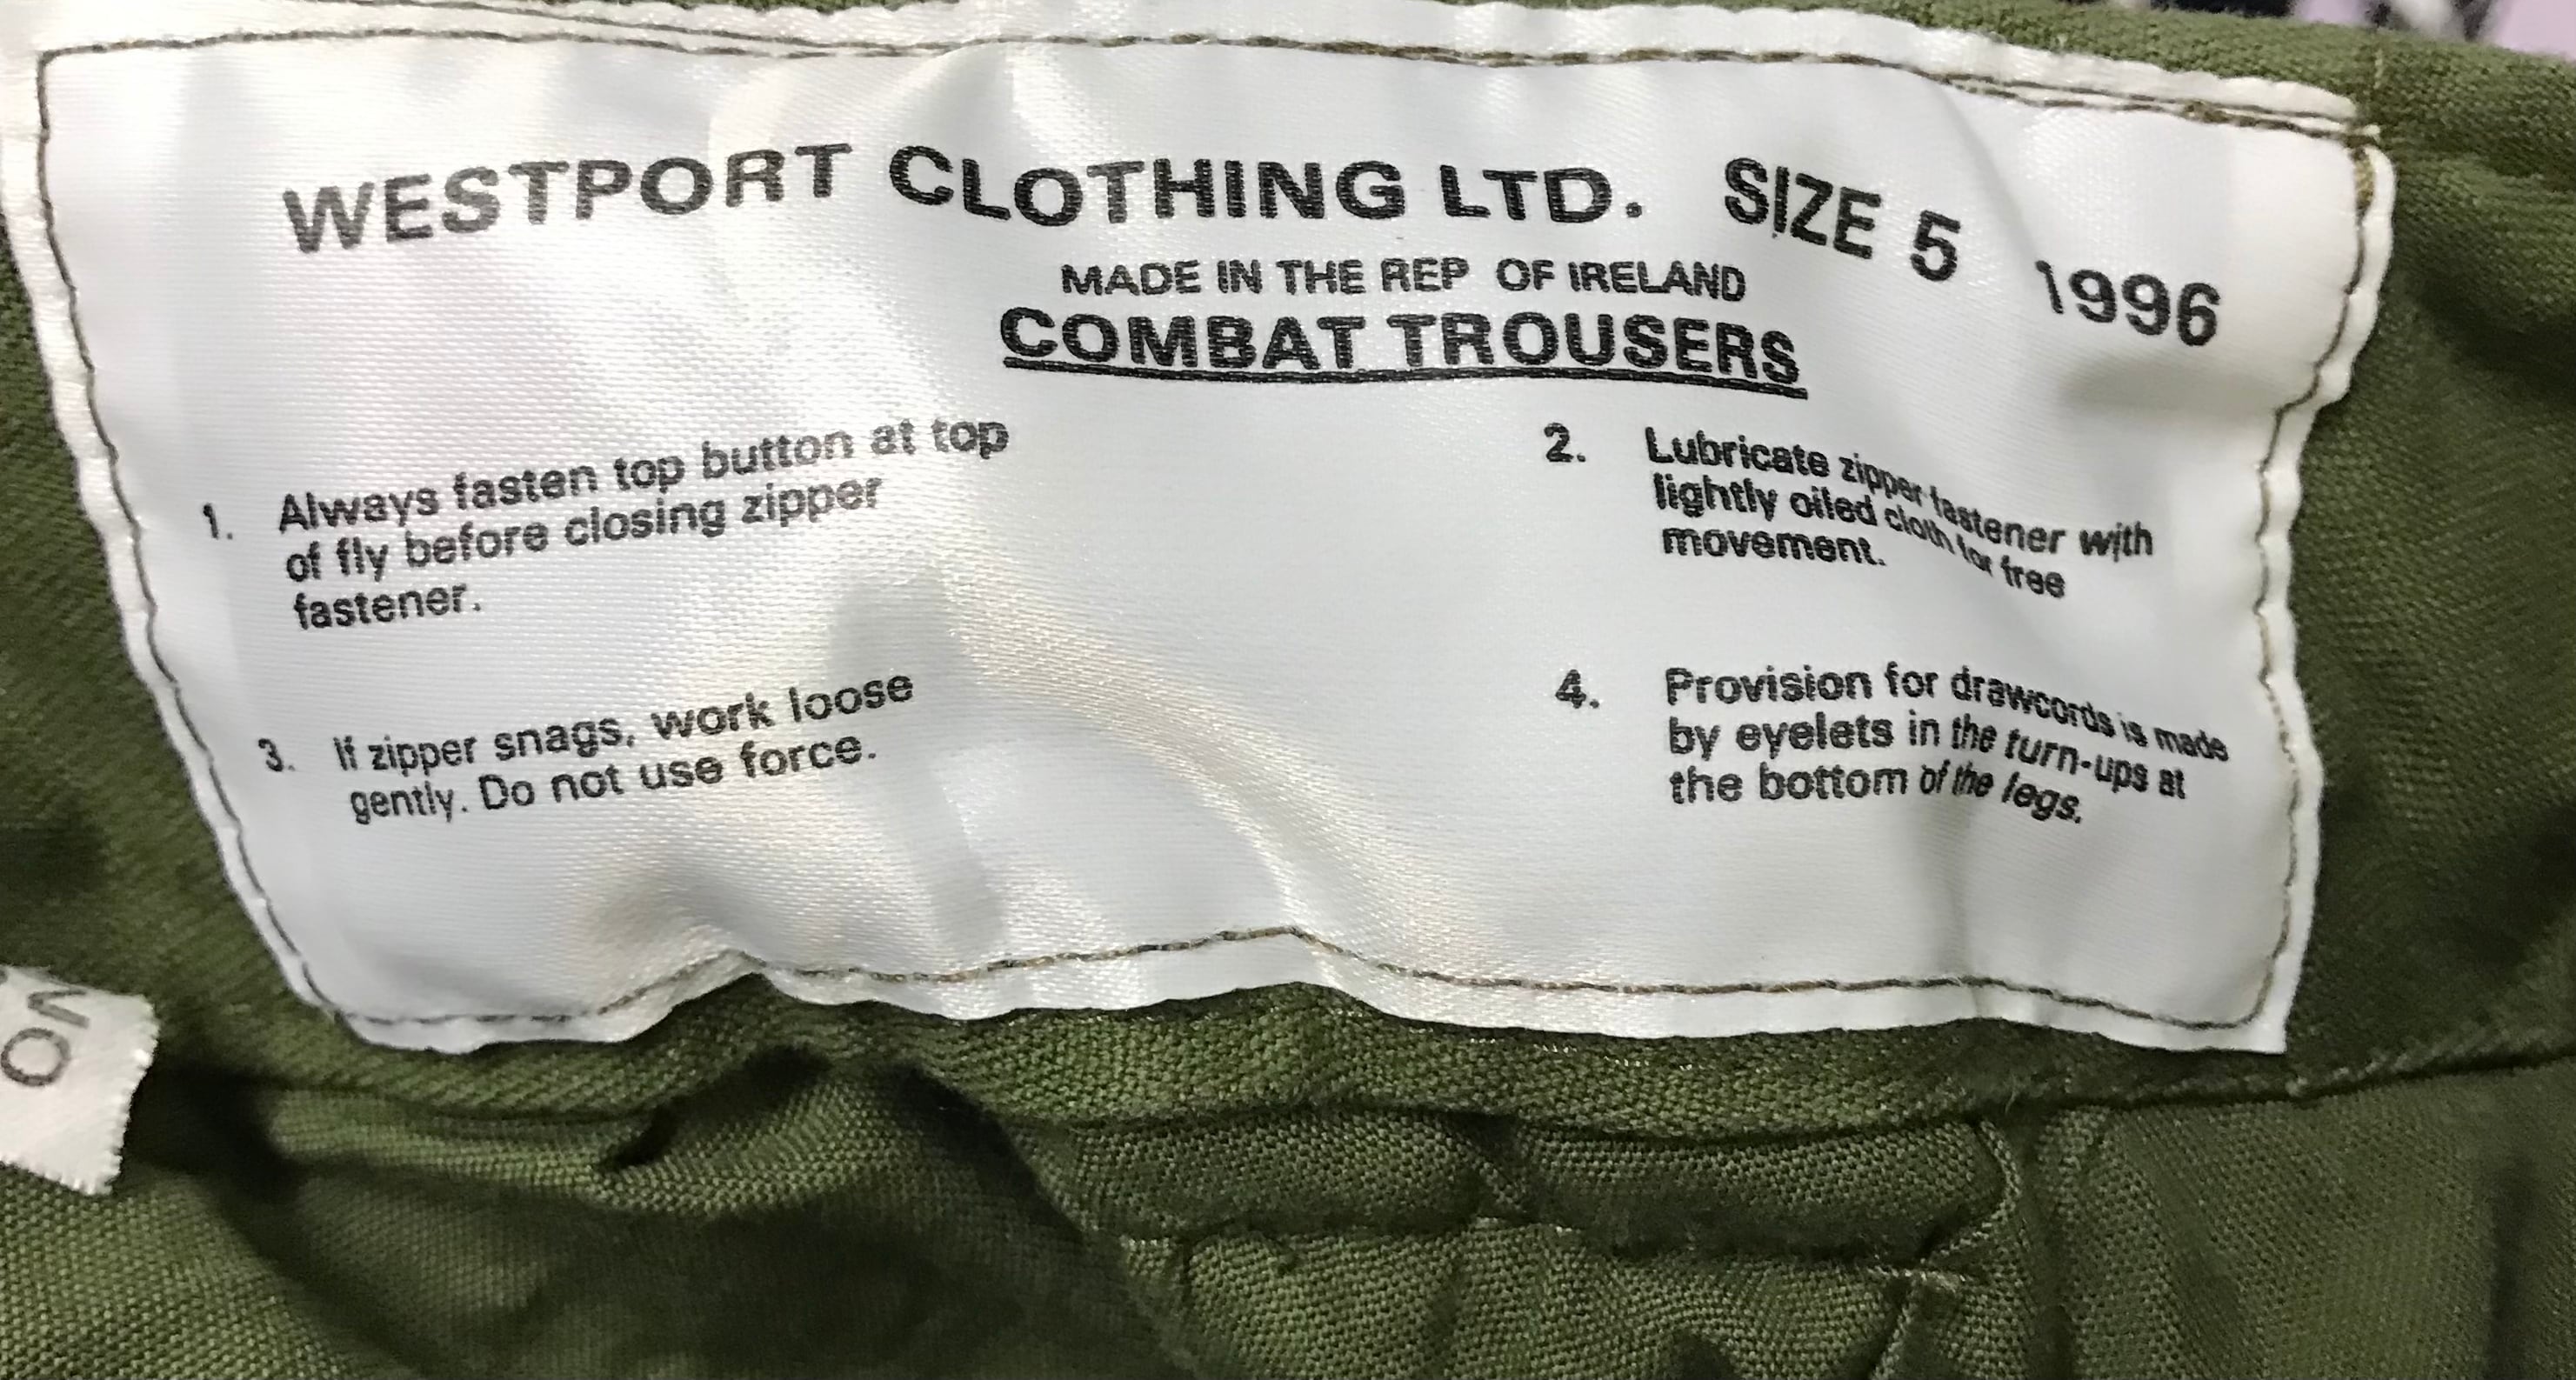 WESTPORT CLOTHING LTD. SIZE 5 1996
MADE IN THE REP OF IRELAND
COMBAT TROUSERS
1. Always fasten top button at top
of fly before closing zipper
fastener.
2. Lubricate zipper fastener with
lightly oiled cloth for free
movement.
3. If zipper snags, work loose
gently. Do not use force.
4. Provision for drawcords is made
by eyelets in the turn-ups at
the bottom of the legs.
NO